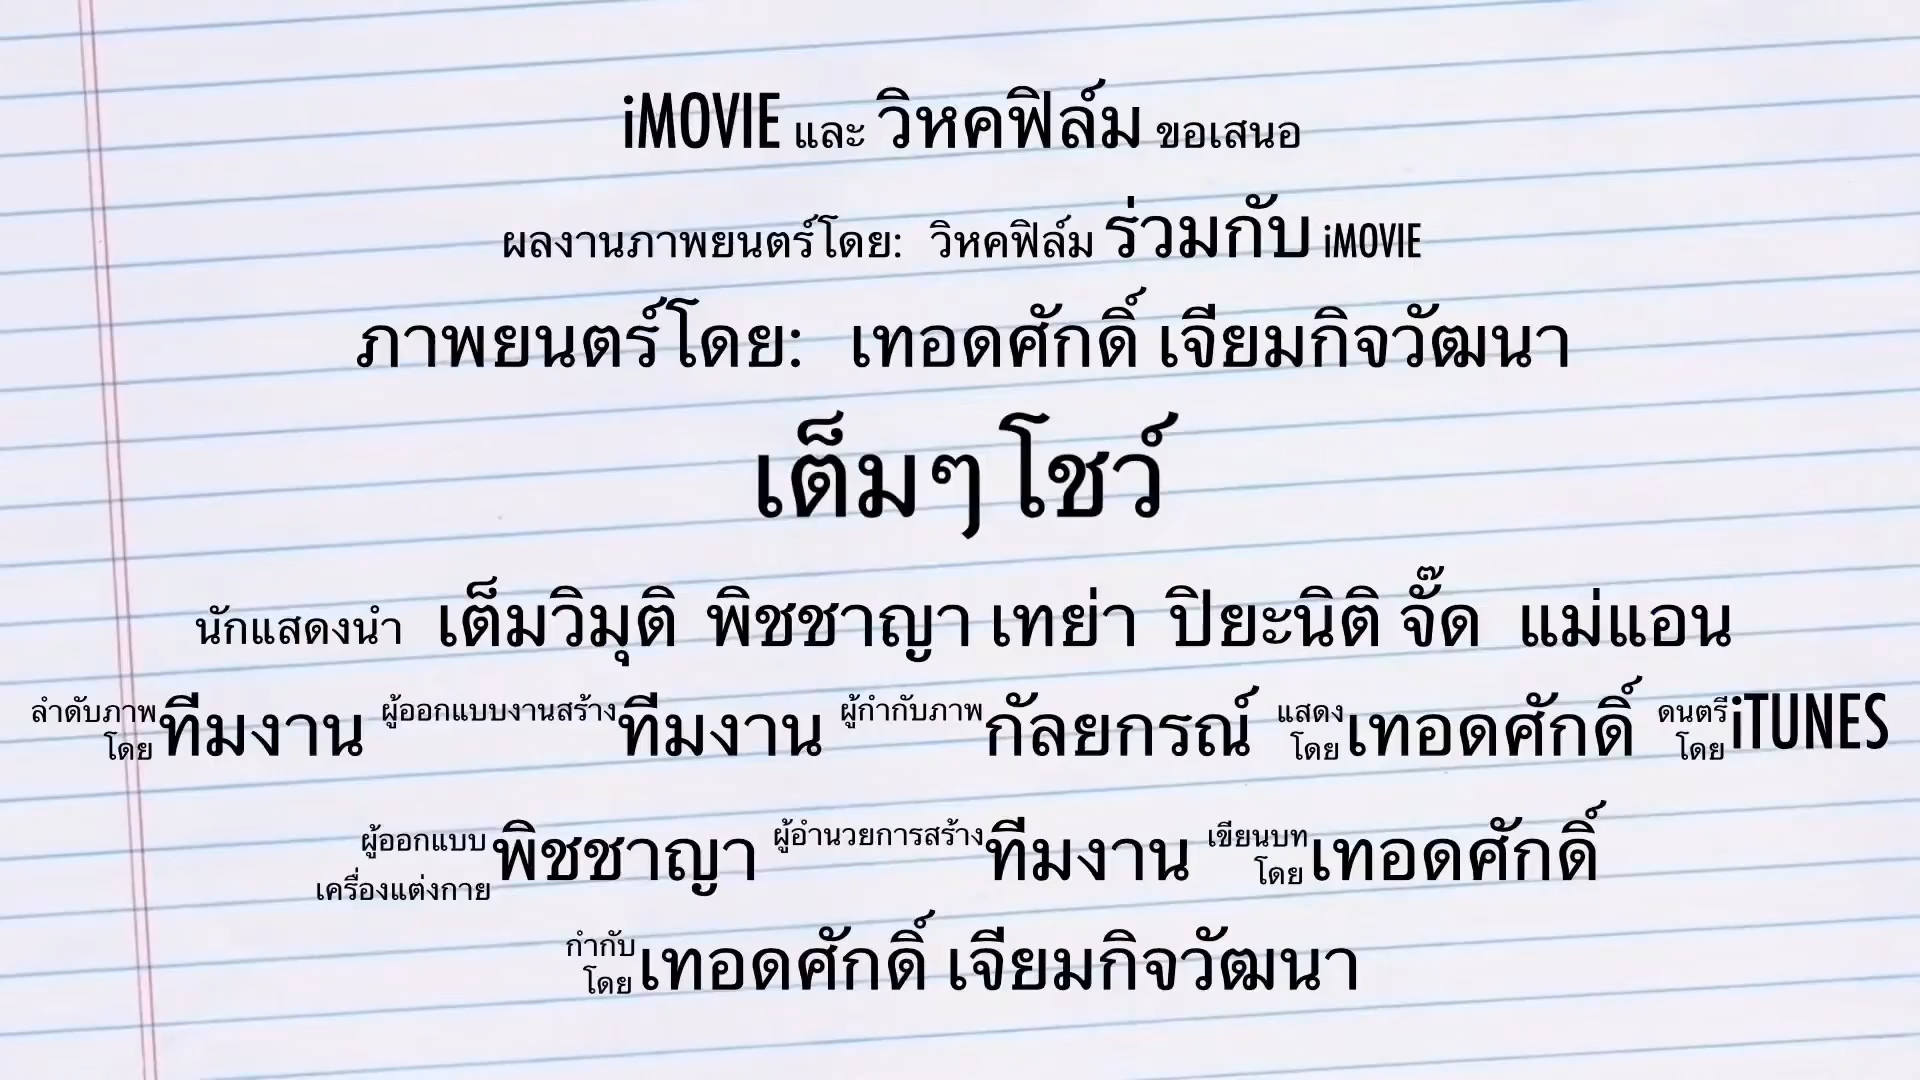 iMOVIE และ วิหคฟิล์ม ขอเสนอ
ผลงานภาพยนตร์โดย: วิหคฟิล์ม ร่วมกับ iMOVIE
ภาพยนตร์โดย: เทอดศักดิ์ เจียมกิจวัฒนา
เต็มๆ โชว์
นักแสดงนำ เต็มวิมุติ พิชชาญา เทย่า ปิยะนิติ จั๊ด แม่แอน
ลำดับภาพโดย ทีมงาน ผู้ออกแบบงานสร้าง ทีมงาน ผู้กำกับภาพ กัลยกรณ์ แสดงโดย เทอดศักดิ์ ดนตรีโดย iTUNES
ผู้ออกแบบเครื่องแต่งกาย พิชชาญา ผู้อำนวยการสร้าง ทีมงาน เขียนบทโดย เทอดศักดิ์
กำกับโดย เทอดศักดิ์ เจียมกิจวัฒนา